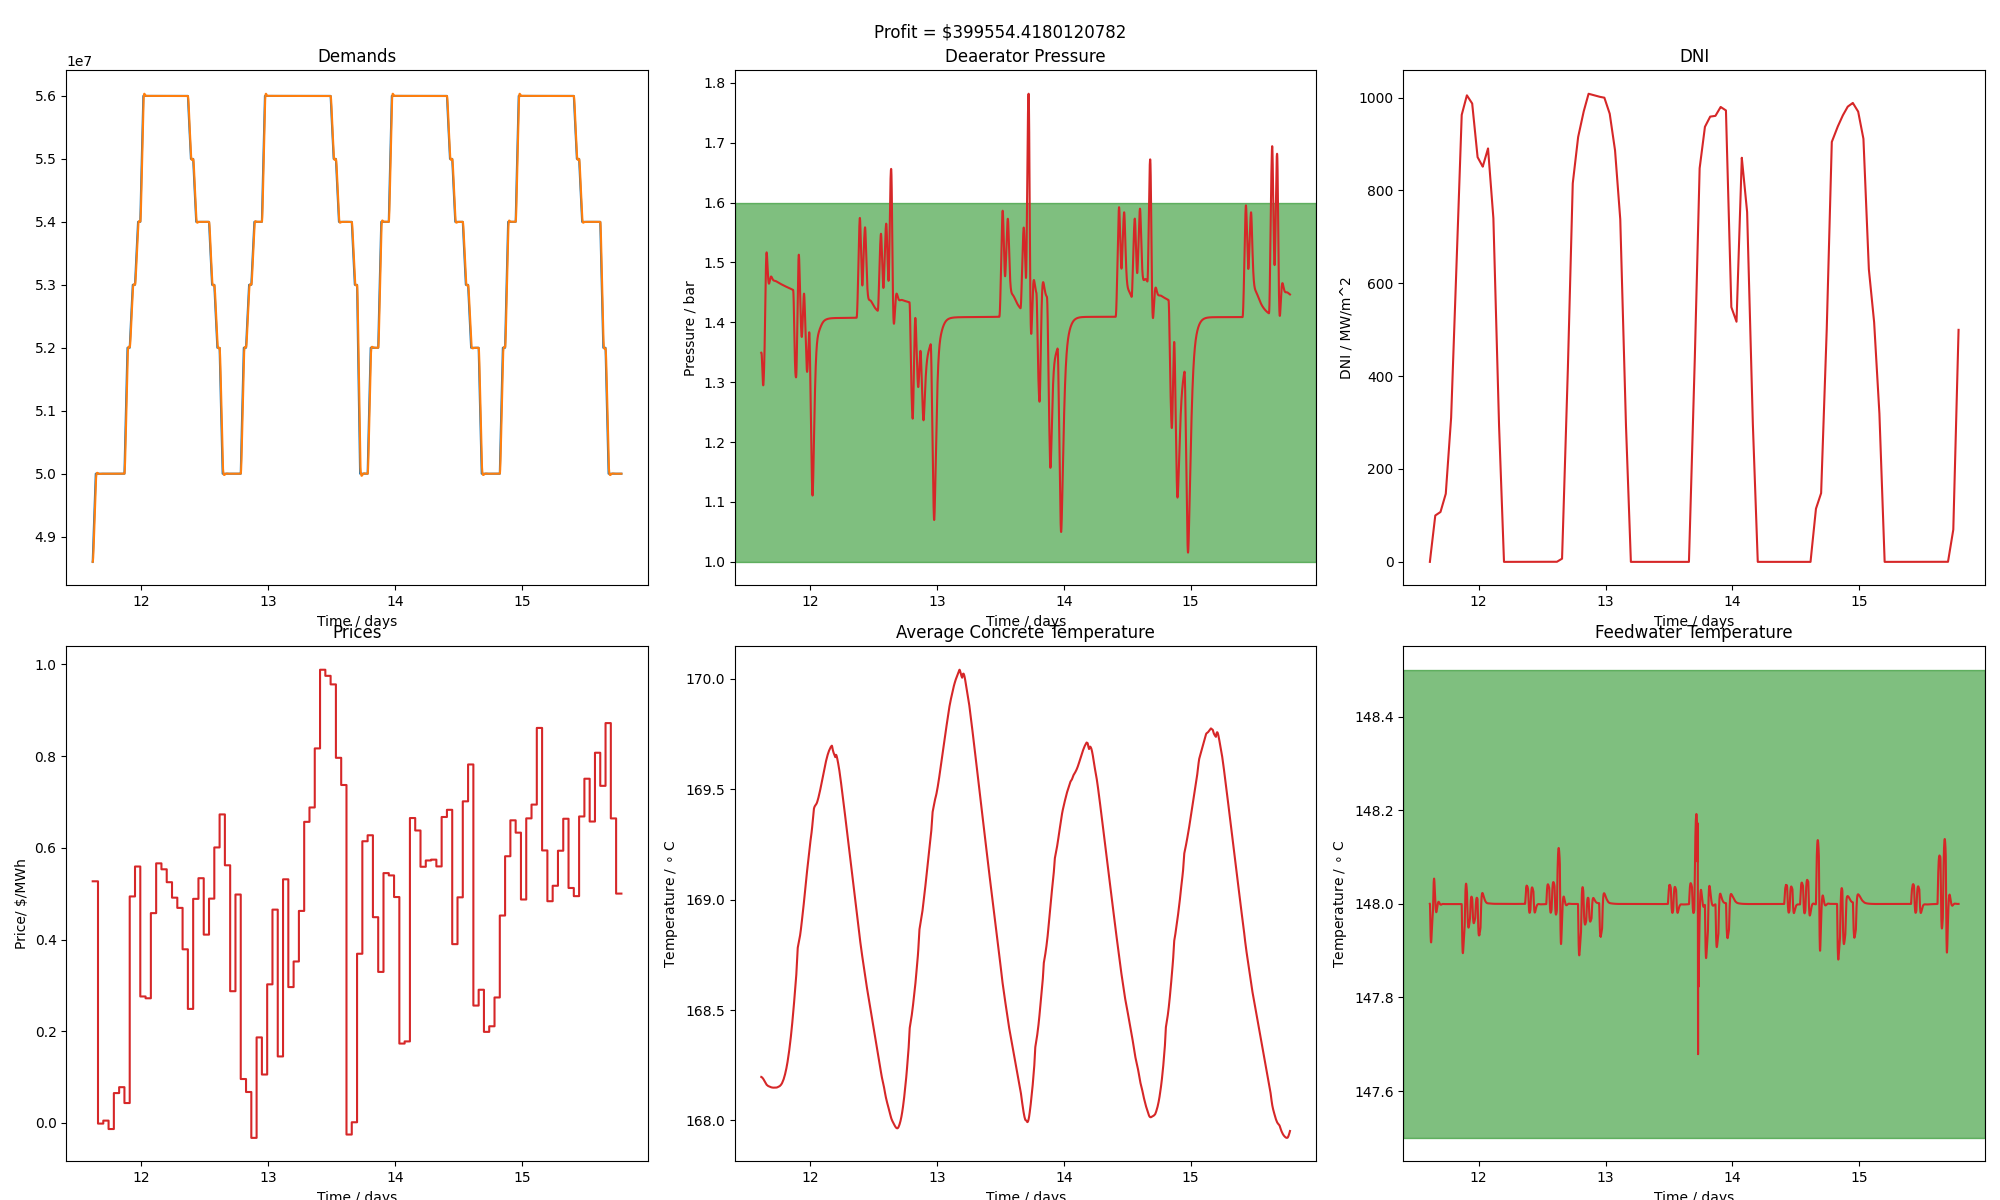 Profit = $399554.4180120782
Demands
1e7
5.6
5.5
5.4
5.3
5.2
5.1
5.0
4.9
12 13 14 15
Time / days
Deaerator Pressure
Pressure / bar
1.8
1.7
1.6
1.5
1.4
1.3
1.2
1.1
1.0
12 13 14 15
Time / days
DNI
DNI / MW/m^2
1000
800
600
400
200
0
12 13 14 15
Time / days
Prices
Price/ $/MWh
1.0
0.8
0.6
0.4
0.2
0.0
12 13 14 15
Time / days
Average Concrete Temperature
Temperature / ∘ C
170.0
169.5
169.0
168.5
168.0
12 13 14 15
Time / days
Feedwater Temperature
Temperature / ∘ C
148.4
148.2
148.0
147.8
147.6
12 13 14 15
Time / days